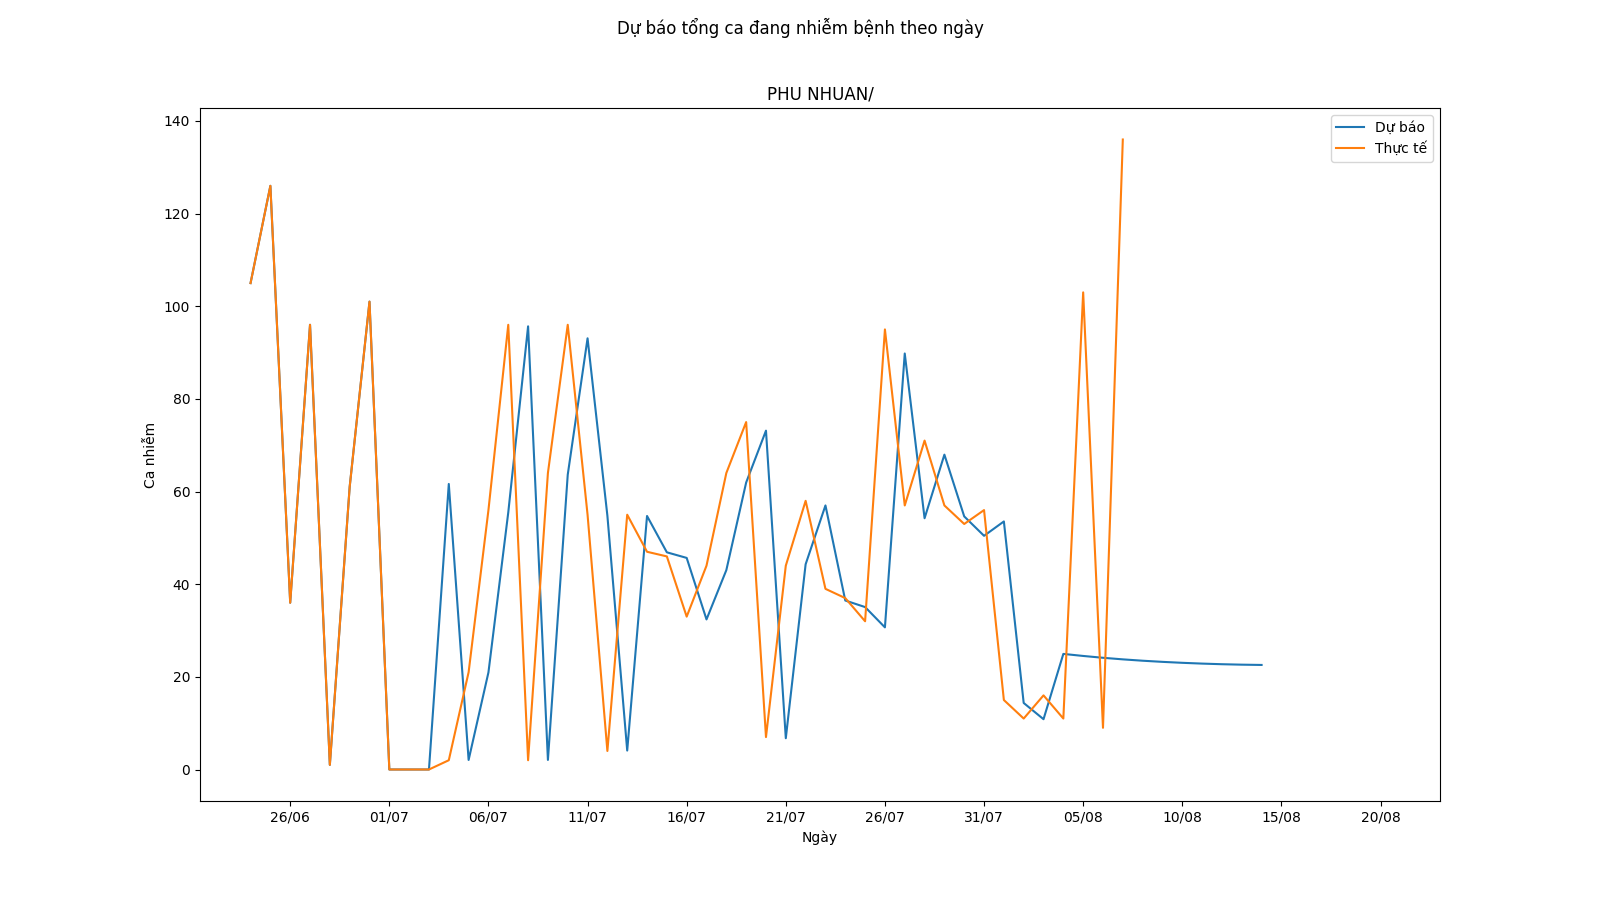 Dự báo tổng ca đang nhiễm bệnh theo ngày
PHU NHUAN/
140
120
100
80
60
40
20
0
Ca nhiễm
Dự báo
Thực tế
26/06 01/07 06/07 11/07 16/07 21/07 26/07 31/07 05/08 10/08 15/08 20/08
Ngày